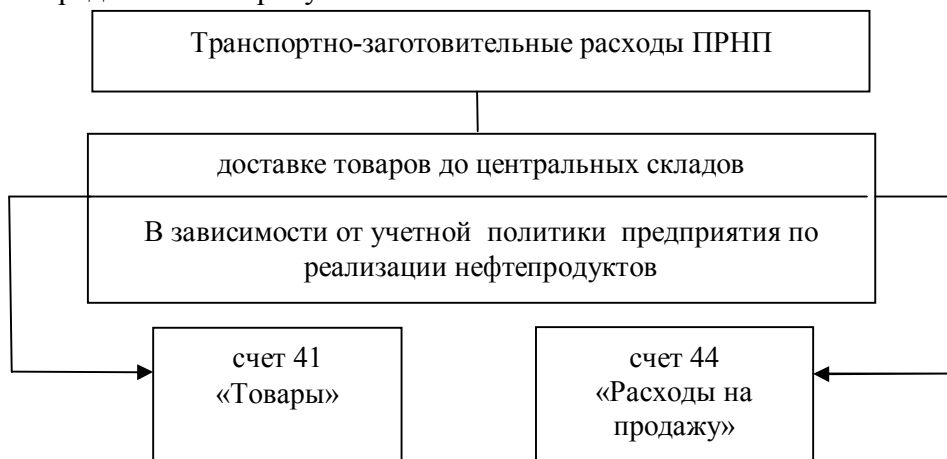 Транспортно-заготовительные расходы ПРНП
доставке товаров до центральных складов
В зависимости от учетной политики предприятия по
реализации нефтепродуктов
счет 41
«Товары»
счет 44
«Расходы на
продажу»